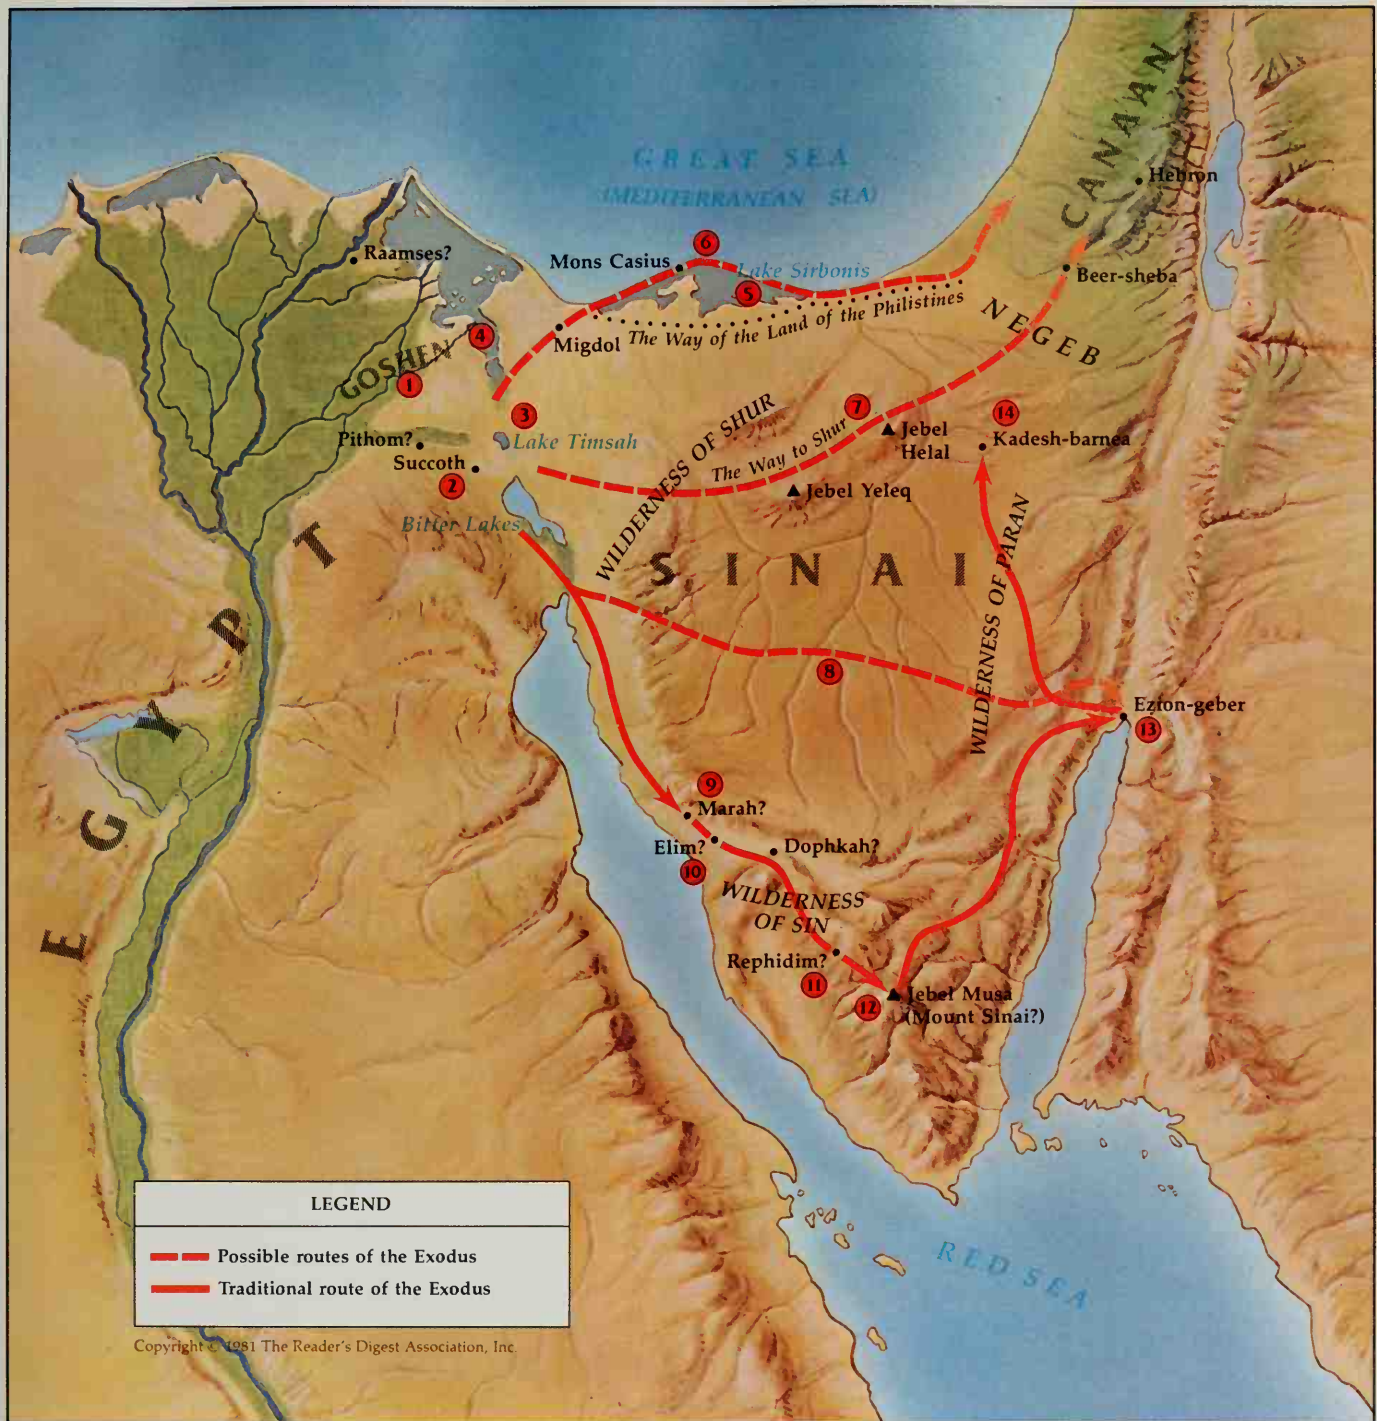 GREAT SEA
(MEDITERRANEAN SEA)
CANAAN
Hebron
Raamses?
Mons Casius
6
Lake Sirbonis
5
Beer-sheba
The Way of the Land of the Philistines
NEGEB
Migdol
4
GOSHEN
1
3
Lake Timsah
Pithom?
Succoth
2
Bitter Lakes
WILDERNESS OF SHUR
The Way to Shur
7
Jebel
Helal
14
Kadesh-barnea
Jebel Yeleq
SINAI
WILDERNESS OF PARAN
EGYPT
8
Ezion-geber
13
9
Marah?
Elim?
10
Dophkah?
WILDERNESS
OF SIN
Rephidim?
11
12
Jebel Musa
(Mount Sinai?)
RED SEA
LEGEND
Possible routes of the Exodus
Traditional route of the Exodus
Copyright © 1981 The Reader's Digest Association, Inc.